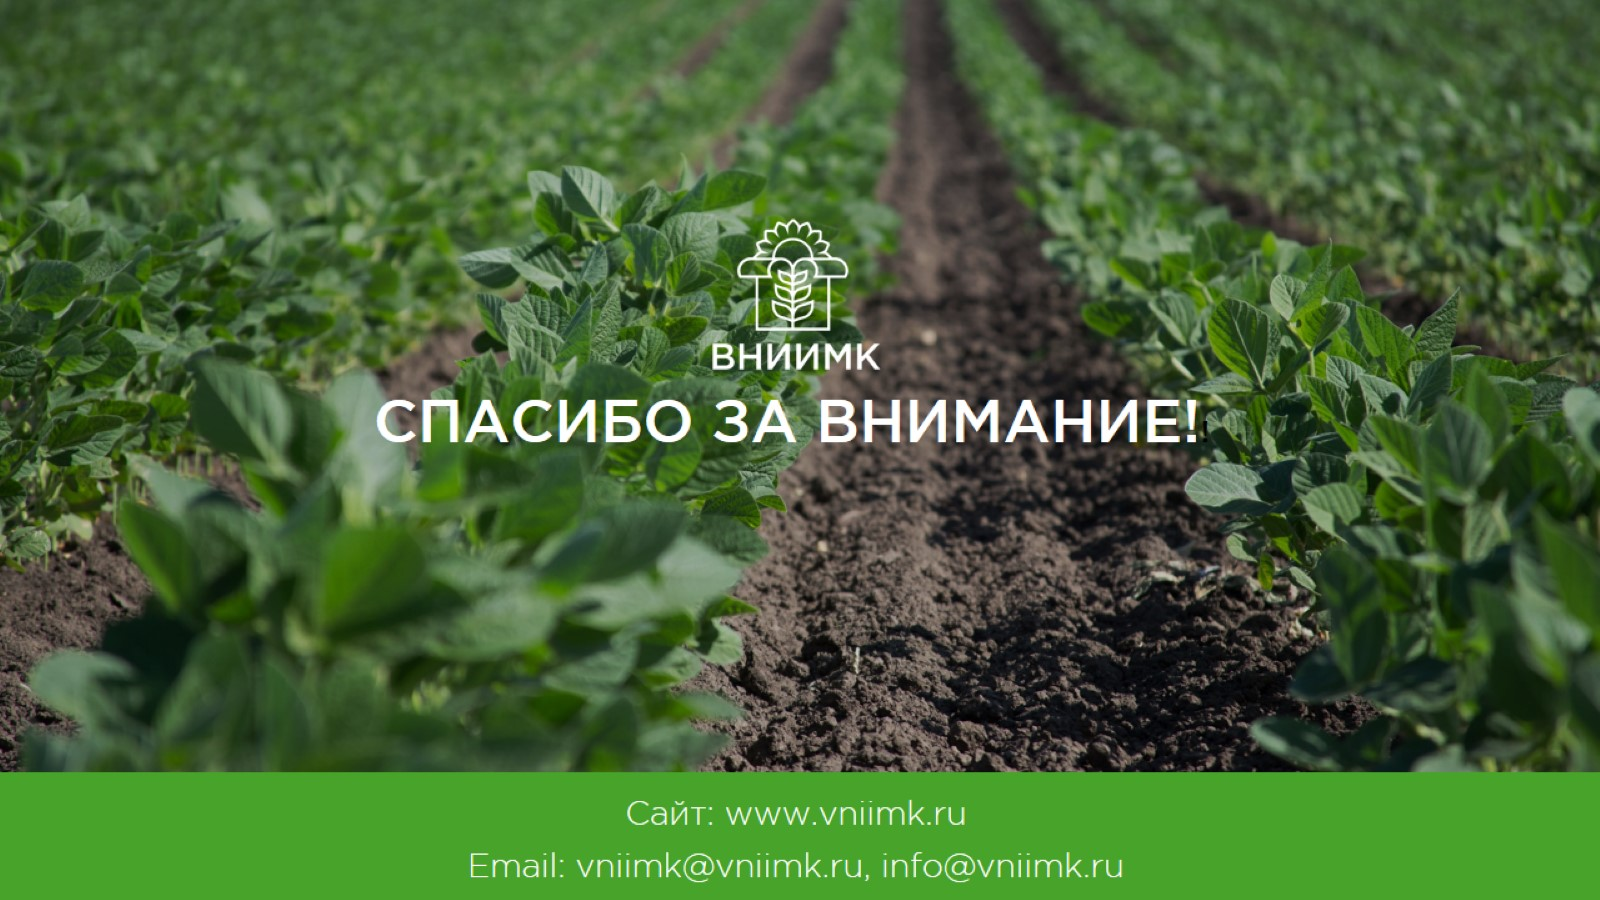 ВНИИМК
СПАСИБО ЗА ВНИМАНИЕ!
Сайт: www.vniimk.ru
Email: vniimk@vniimk.ru, info@vniimk.ru